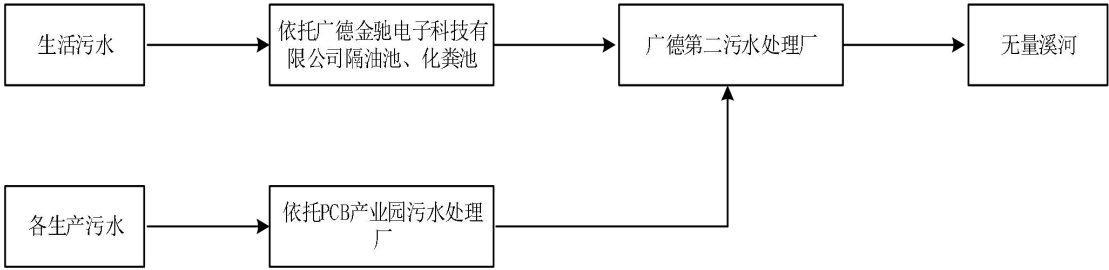 生活污水
依托广德金驰电子科技有
限公司隔油池、化粪池
广德第二污水处理厂
无量溪河
各生产污水
依托PCB产业园污水处理
厂